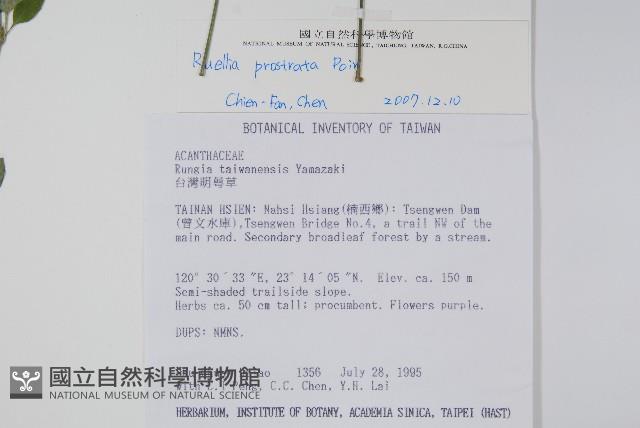 國立自然科學博物館
NATIONAL MUSEUM OF NATURAL SCIENCE, TAICHUNG, TAIWAN, R.O.CHINA
Ruellia prostrata Poir
Chien-Fan, Chen 2007.12.10
BOTANICAL INVENTORY OF TAIWAN
ACANTHACEAE
Rungia taiwanensis Yamazaki
台灣明萼草
TAINAN HSIEN: Nahsi Hsiang(楠西鄉): Tsengwen Dam
(曾文水庫),Tsengwen Bridge No.4, a trail NW of the
main road. Secondary broadleaf forest by a stream.
120° 30´33˝E, 23° 14´05˝N. Elev. ca. 150 m
Semi-shaded trailside slope.
Herbs ca. 50 cm tall; procumbent. Flowers purple.
DUPS: NMNS.
1356 July 28, 1995
With C.I Peng, C.C. Chen, Y.H. Lai
國立自然科學博物館
NATIONAL MUSEUM OF NATURAL SCIENCE
HERBARIUM, INSTITUTE OF BOTANY, ACADEMIA SINICA, TAIPEI (HAST)